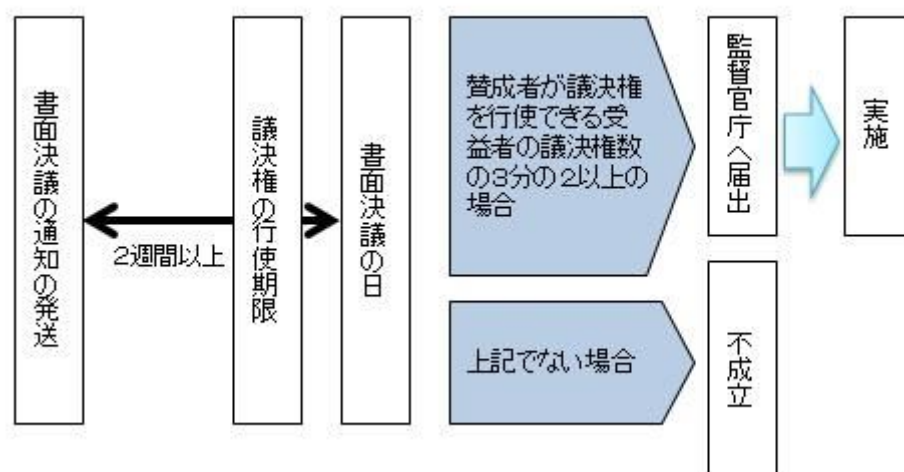 書面決議の通知の発送
2週間以上
議決権の行使期限
書面決議の日
賛成者が議決権
を行使できる受
益者の議決権数
の3分の2以上の
場合
監督官庁へ届出
実施
上記でない場合
不成立